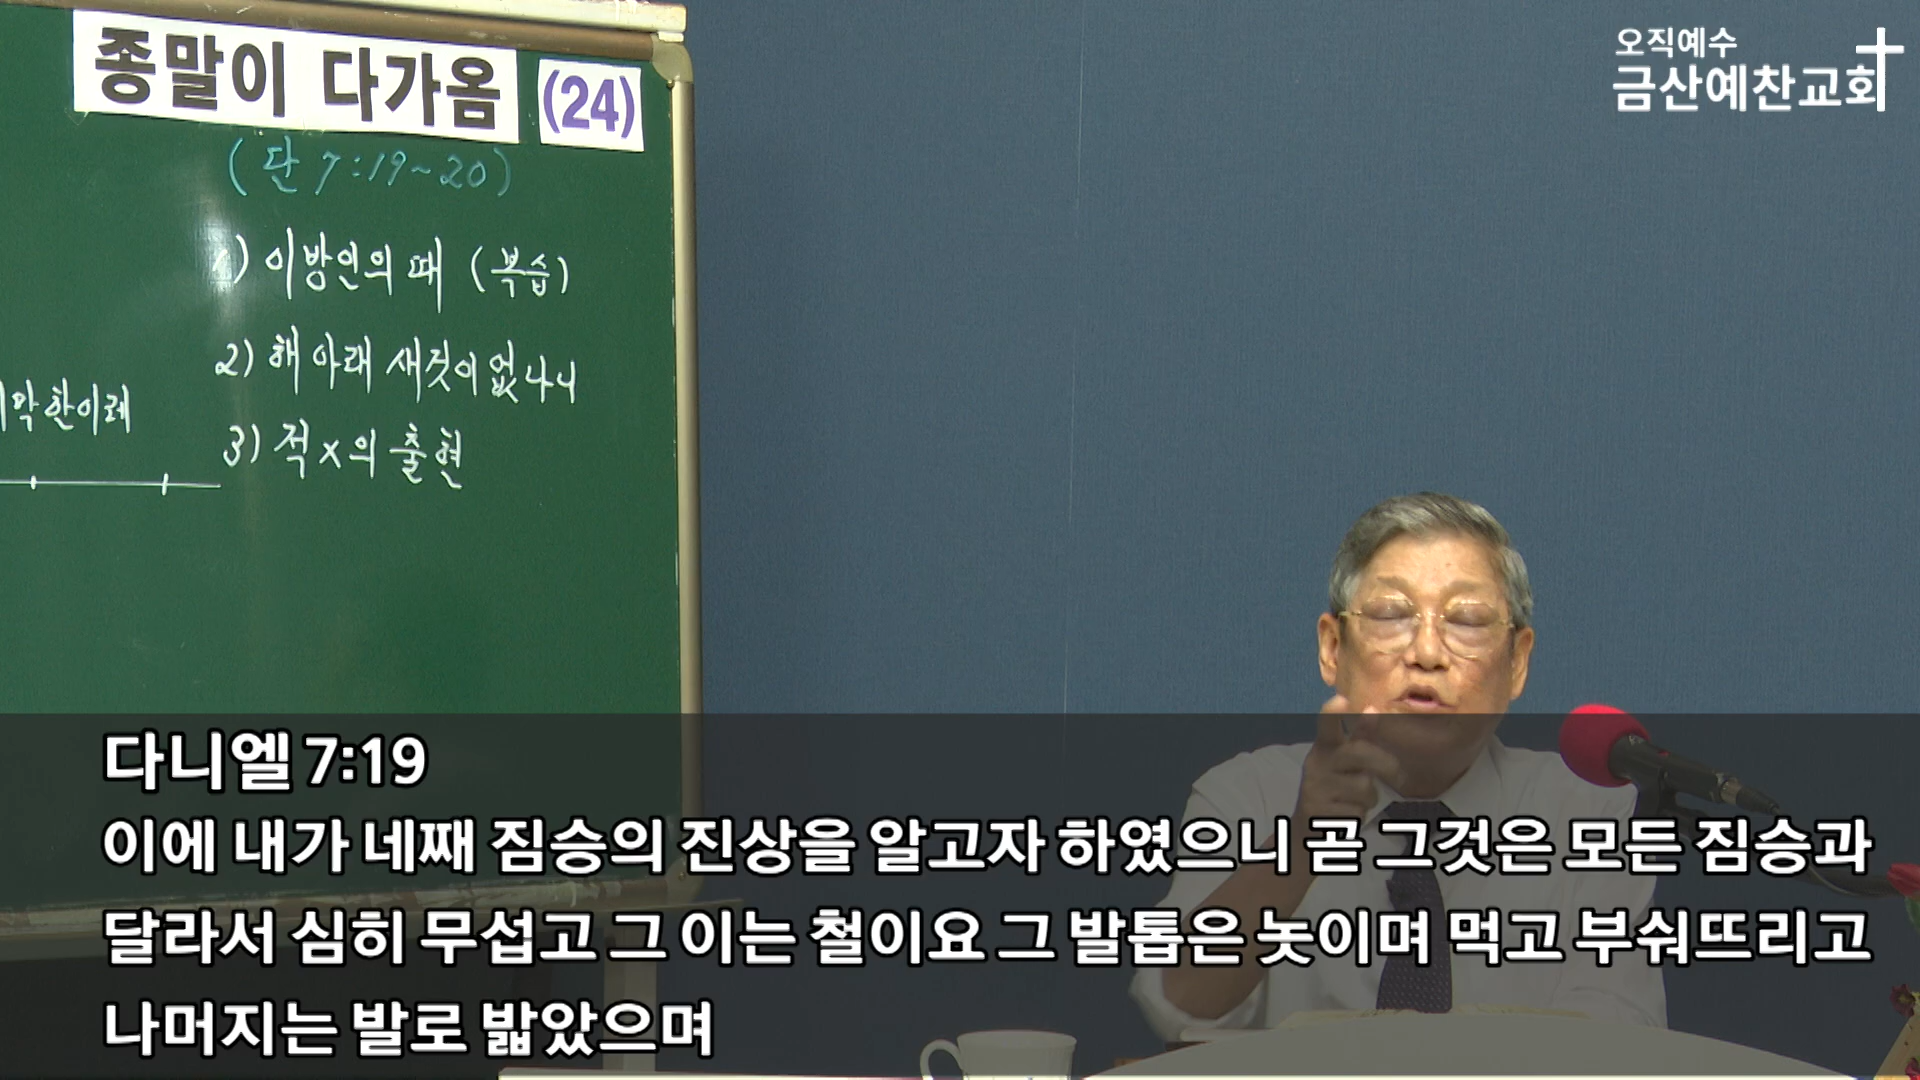 종말이 다가옴 (24)
(단 7:19~20)
1) 이방인의 때 (복습)
2) 해 아래 새것이 없나니
3) 적x의 출현
막 한이레
오직예수
금산예찬교회
다니엘 7:19
이에 내가 네째 짐승의 진상을 알고자 하였으니 곧 그것은 모든 짐승과
달라서 심히 무섭고 그 이는 철이요 그 발톱은 놋이며 먹고 부숴뜨리고
나머지는 발로 밟았으며